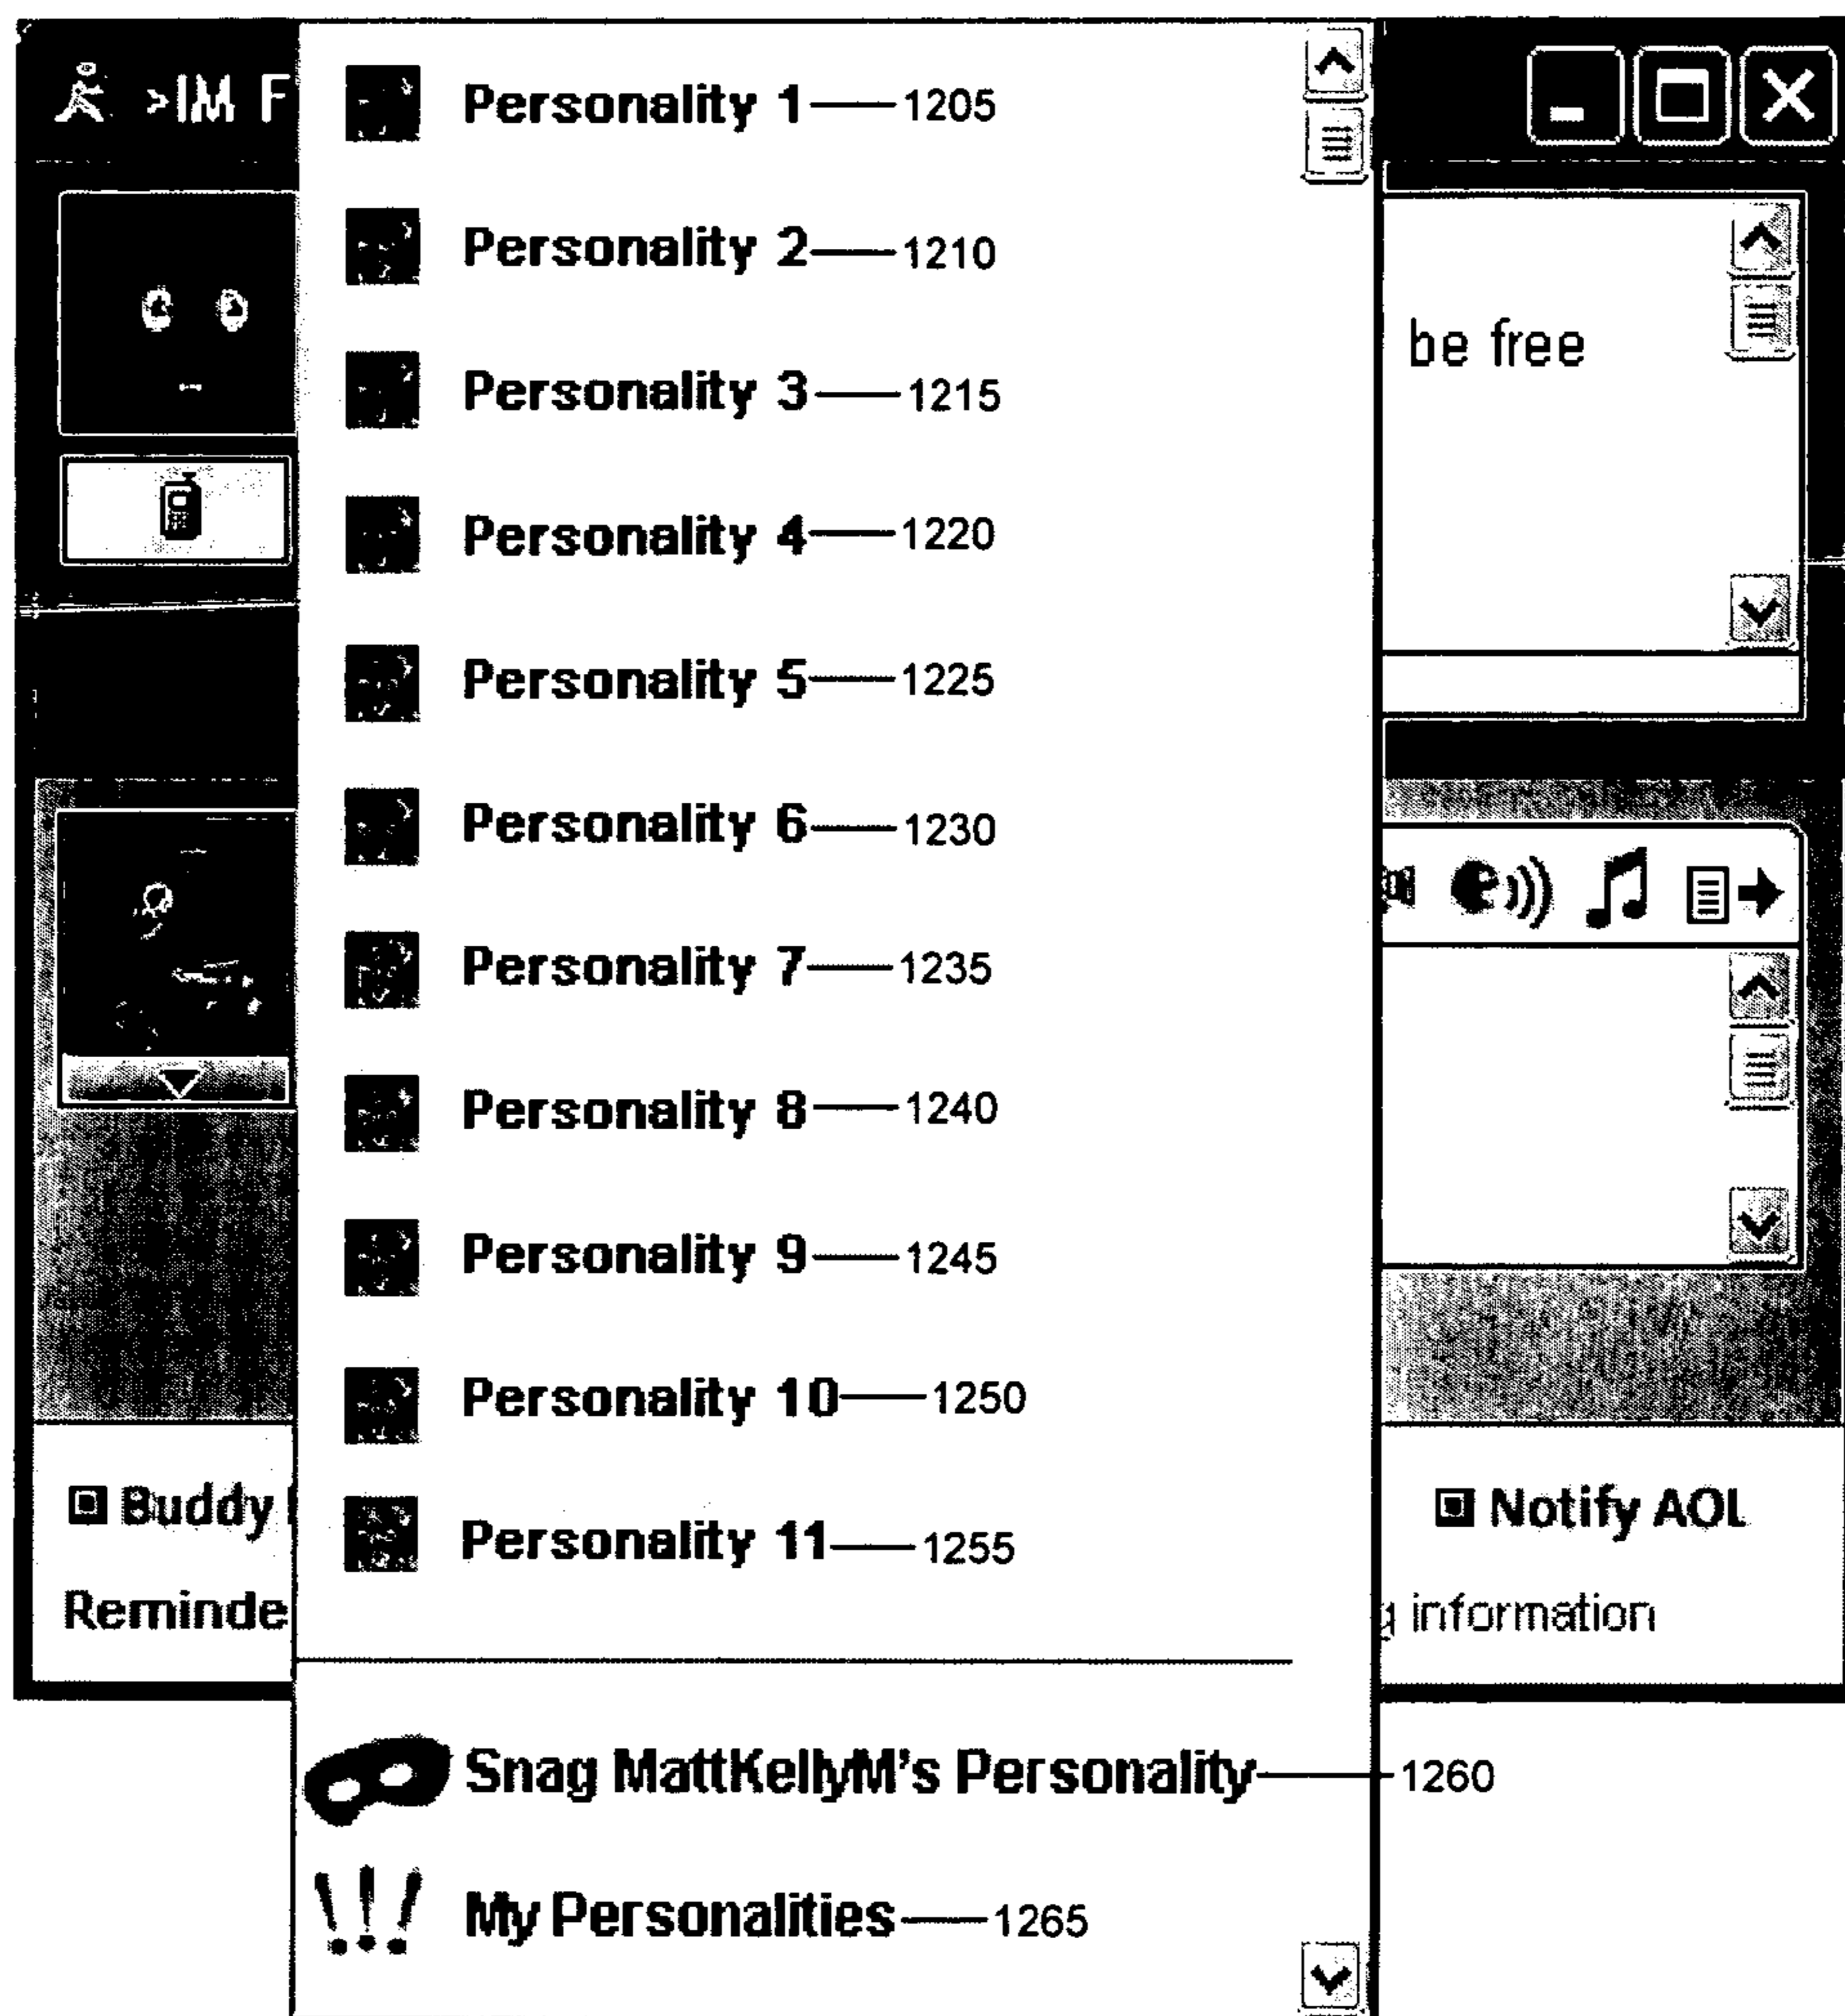 >IM F
Personality 1 1205
Personality 2 1210
be free
Personality 3 1215
Personality 4 1220
Personality 5 1225
Personality 6 1230
Personality 7 1235
Personality 8 1240
Personality 9 1245
Personality 10 1250
Buddy
Notify AOL
Personality 11 1255
Reminde
information
Snag MattKellyM's Personality 1260
My Personalities 1265